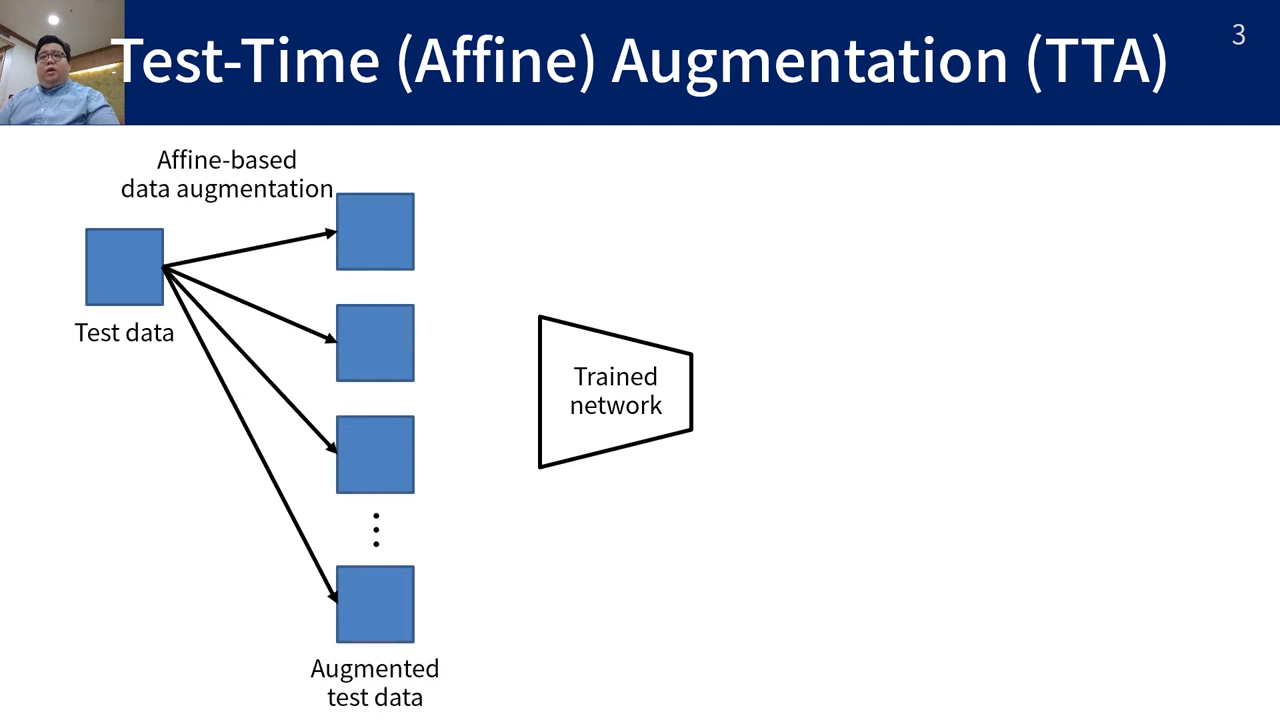 Test-Time (Affine) Augmentation (TTA)
3
Affine-based
data augmentation
Test data
Trained
network
Augmented
test data